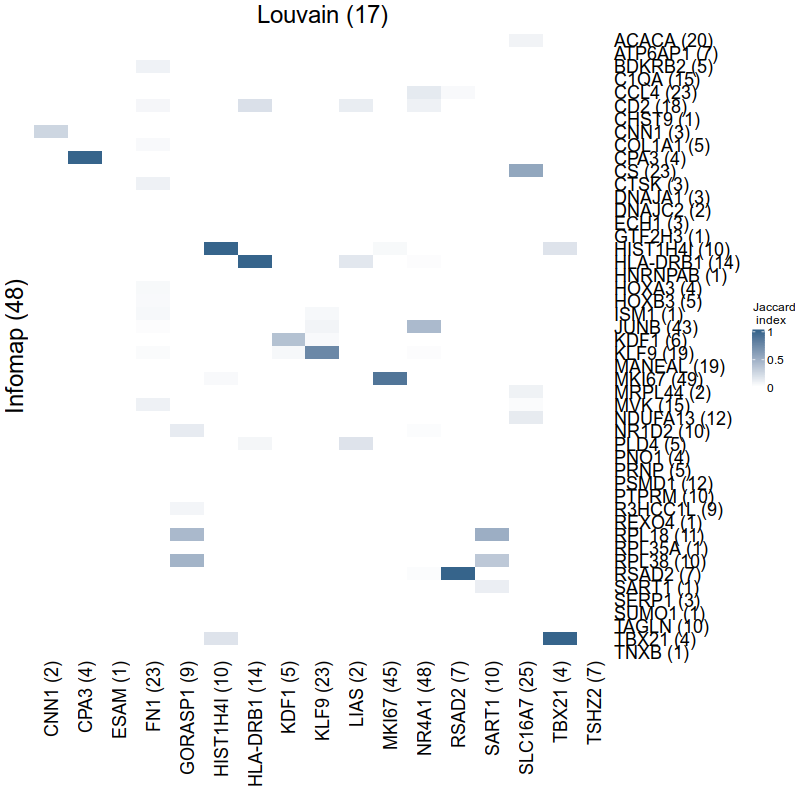 Louvain (17)
ACACA (20)
ATP6AP1 (7)
BDKRB2 (5)
C1QA (15)
CCL4 (23)
CD2 (18)
CHST9 (1)
CNN1 (3)
COL1A1 (5)
CPA3 (4)
CS (23)
CTSK (3)
DNAJA1 (3)
DNAJC2 (2)
ECH1 (3)
GTF2H3 (1)
HIST1H4I (10)
HLA-DRB1 (14)
HNRNPAB (1)
HOXA3 (4)
HOXB3 (5)
ISM1 (1)
JUNB (43)
KDF1 (6)
KLF9 (19)
MANEAL (19)
MKI67 (49)
MRPL44 (2)
MVK (15)
NDUFA13 (12)
NR1D2 (10)
PLD4 (5)
PNO1 (4)
PRNP (5)
PSMD1 (12)
PTPRM (10)
R3HCC1L (9)
REXO4 (1)
RPL18 (11)
RPL35A (1)
RPL38 (10)
RSAD2 (7)
SART1 (1)
SERP1 (3)
SUMO1 (1)
TAGLN (10)
TBX21 (4)
TNXB (1)
Infomap (48)
Jaccard
index
1
0.5
0
CNN1 (2)
CPA3 (4)
ESAM (1)
FN1 (23)
GORASP1 (9)
HIST1H4I (10)
HLA-DRB1 (14)
KDF1 (5)
KLF9 (23)
LIAS (2)
MKI67 (45)
NR4A1 (48)
RSAD2 (7)
SART1 (10)
SLC16A7 (25)
TBX21 (4)
TSHZ2 (7)